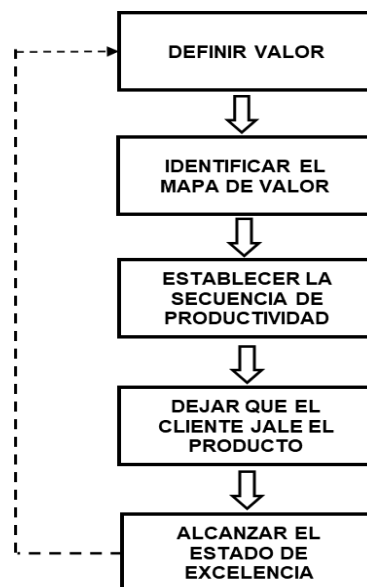 DEFINIR VALOR
IDENTIFICAR EL
MAPA DE VALOR
ESTABLECER LA
SECUENCIA DE
PRODUCTIVIDAD
DEJAR QUE EL
CLIENTE JALE EL
PRODUCTO
ALCANZAR EL
ESTADO DE
EXCELENCIA